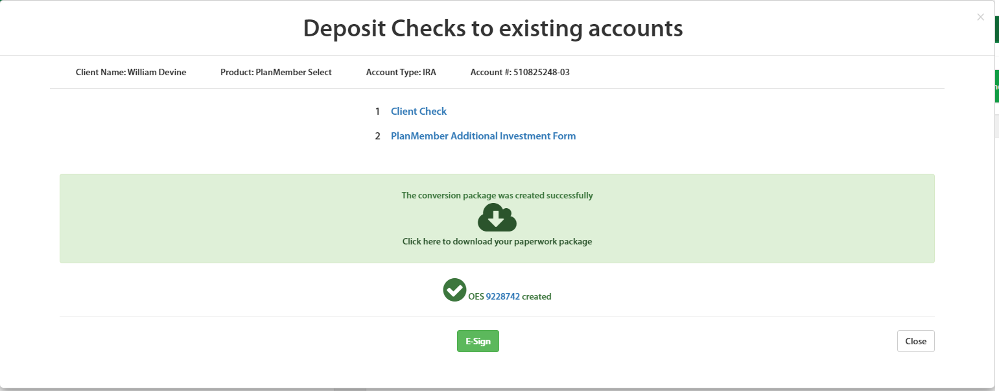 Deposit Checks to existing accounts
×
Client Name: William Devine Product: PlanMember Select Account Type: IRA Account #: 510825248-03
1 Client Check
2 PlanMember Additional Investment Form
The conversion package was created successfully
Click here to download your paperwork package
OES 9228742 created
E-Sign Close